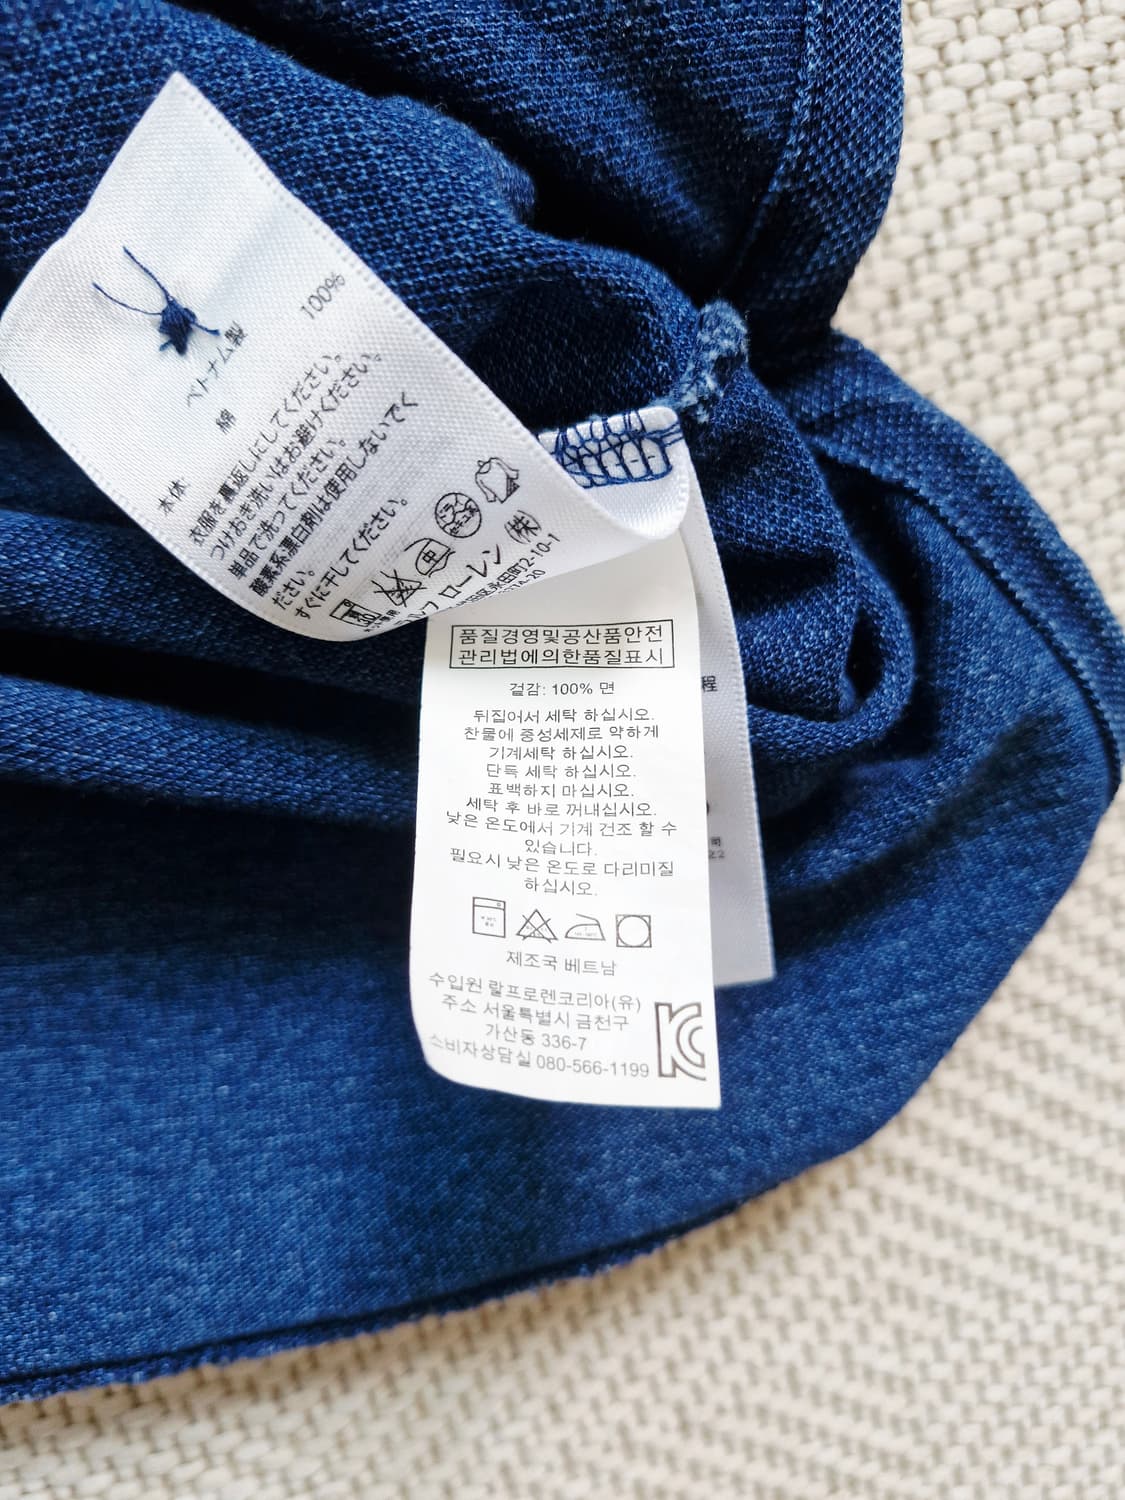 100%
ベトナム製
綿
本体:
衣服を裏返しにしてください。
つけおき洗いはお避けください。
単品で洗ってください。
酸素系漂白剤は使用しないでく
ださい。
すぐに干してください。
ローレン (株)
永田町2-10-1
품질경영및공산품안전
관리법에의한품질표시
겉감: 100% 면
뒤집어서 세탁 하십시오.
찬물에 중성세제로 약하게
기계세탁 하십시오.
단독 세탁 하십시오.
표백하지 마십시오.
세탁 후 바로 꺼내십시오.
낮은 온도에서 기계 건조 할 수
있습니다.
필요시 낮은 온도로 다리미질
하십시오.
제조국 베트남
수입원 랄프로렌코리아(유)
주소 서울특별시 금천구
가산동 336-7
소비자상담실 080-566-1199
KC
程